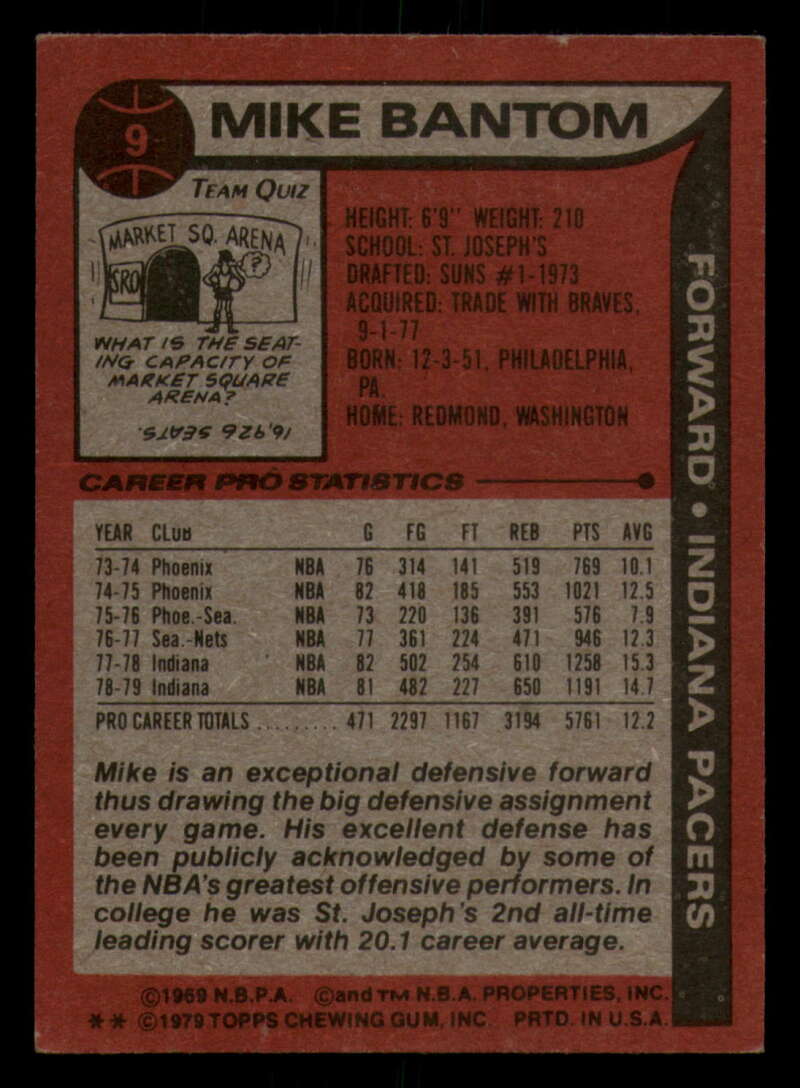 9
MIKE BANTOM
TEAM QUIZ
MARKET SQ. ARENA
SRO
?
WHAT IS THE SEAT-
ING CAPACITY OF
MARKET SQUARE
ARENA?
16,926 SEATS.
HEIGHT: 6'9" WEIGHT: 210
SCHOOL: ST. JOSEPH'S
DRAFTED: SUNS #1-1973
ACQUIRED: TRADE WITH BRAVES,
9-1-77
BORN: 12-3-51, PHILADELPHIA,
PA.
HOME: REDMOND, WASHINGTON
FORWARD • INDIANA PACERS
CAREER PRO STATISTICS
YEAR CLUB G FG FT REB PTS AVG
73-74 Phoenix NBA 76 314 141 519 769 10.1
74-75 Phoenix NBA 82 418 185 553 1021 12.5
75-76 Phoe.-Sea. NBA 73 220 136 391 576 7.9
76-77 Sea.-Nets NBA 77 361 224 471 946 12.3
77-78 Indiana NBA 82 502 254 610 1258 15.3
78-79 Indiana NBA 81 482 227 650 1191 14.7
PRO CAREER TOTALS .......... 471 2297 1167 3194 5761 12.2
Mike is an exceptional defensive forward
thus drawing the big defensive assignment
every game. His excellent defense has
been publicly acknowledged by some of
the NBA's greatest offensive performers. In
college he was St. Joseph's 2nd all-time
leading scorer with 20.1 career average.
©1969 N.B.P.A. ©and TM N.B.A. PROPERTIES, INC.
** ©1979 TOPPS CHEWING GUM, INC. PRTD. IN U.S.A.